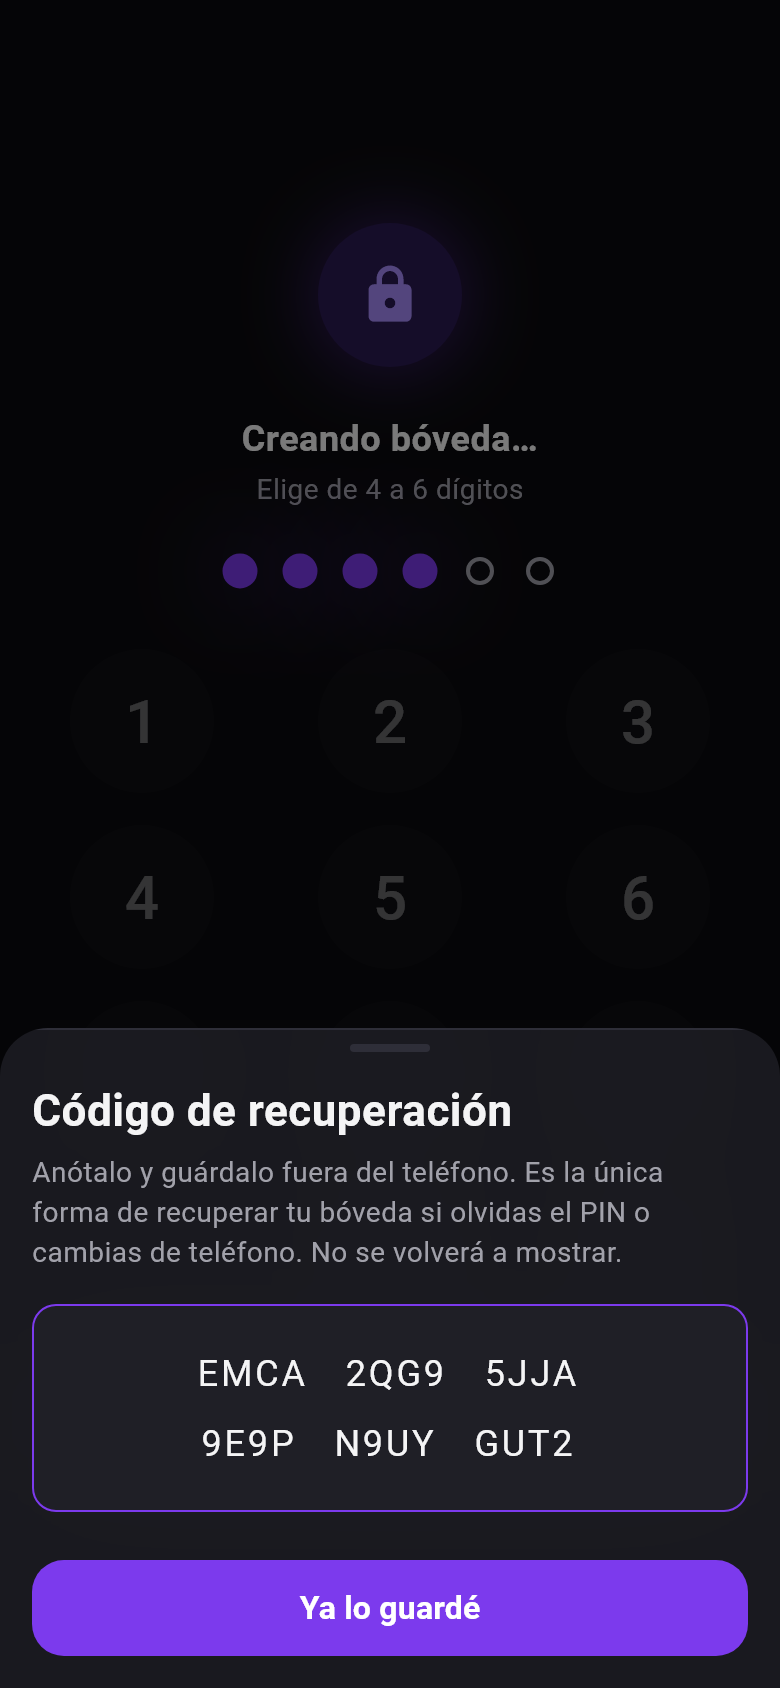 Creando bóveda…
Elige de 4 a 6 dígitos
1 2 3
4 5 6
Código de recuperación
Anótalo y guárdalo fuera del teléfono. Es la única
forma de recuperar tu bóveda si olvidas el PIN o
cambias de teléfono. No se volverá a mostrar.
EMCA 2QG9 5JJA
9E9P N9UY GUT2
Ya lo guardé